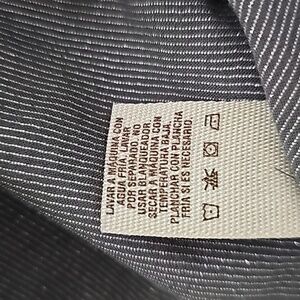 LAVAR A MAQUINA CON
AGUA FRIA. LAVAR
POR SEPARADO. NO
USAR BLANQUEADOR.
SECAR A MAQUINA CON
TEMPERATURA BAJA.
PLANCHAR CON PLANCHA
FRIA SI ES NECESARIO